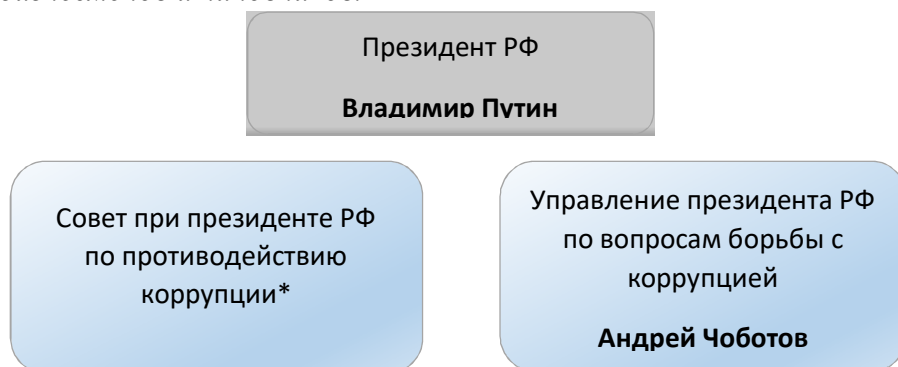 Президент РФ
Владимир Путин
Совет при президенте РФ
по противодействию
коррупции*
Управление президента РФ
по вопросам борьбы с
коррупцией
Андрей Чоботов